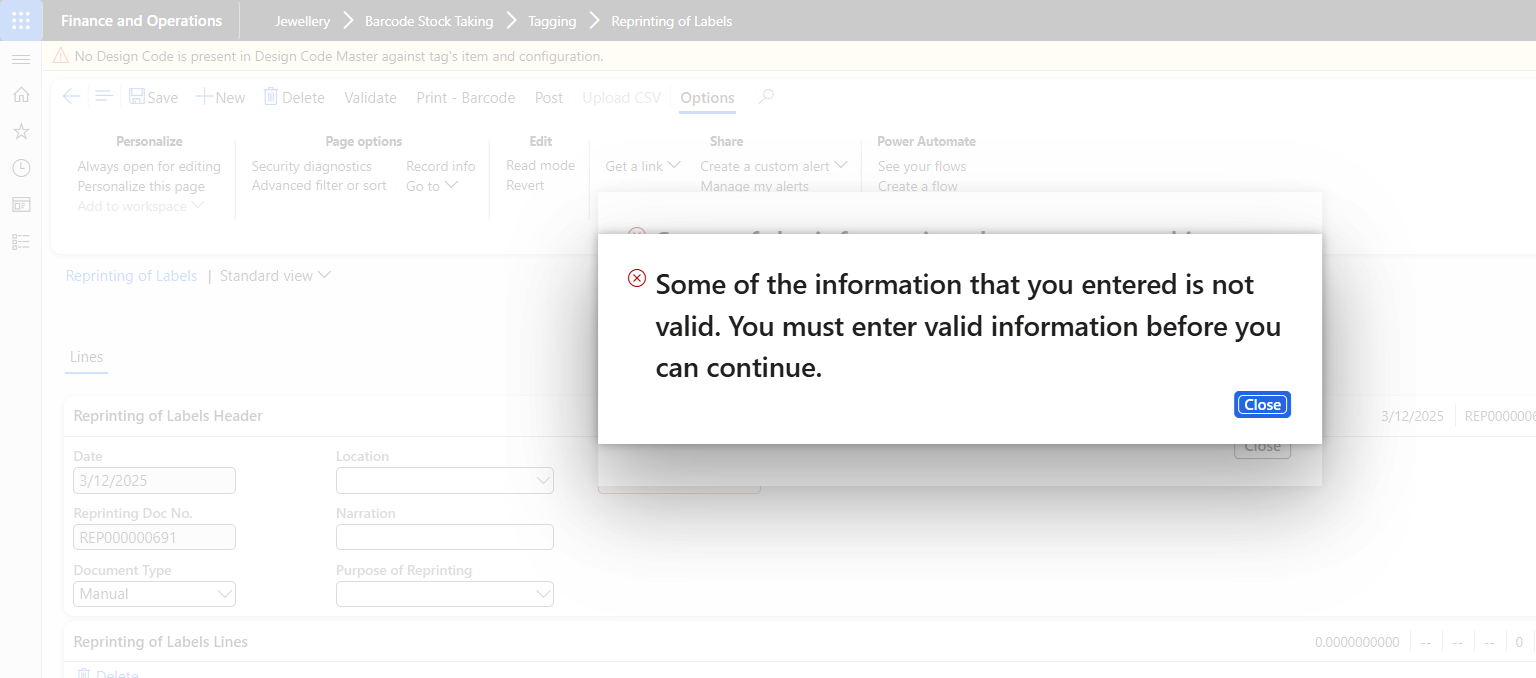 Finance and Operations
Jewellery Barcode Stock Taking Tagging Reprinting of Labels
No Design Code is present in Design Code Master against tag's item and configuration.
Save New Delete Validate Print - Barcode Post Upload CSV Options
Personalize Page options Edit Share Power Automate
Always open for editing Security diagnostics Record info Read mode Get a link Create a custom alert See your flows
Personalize this page Advanced filter or sort Go to Revert Manage my alerts Create a flow
Add to workspace
Some of the information that you entered is not
valid. You must enter valid information before you
can continue.
Close
Close
Reprinting of Labels | Standard view
Lines
Reprinting of Labels Header 3/12/2025 REP0000006
Date Location
3/12/2025
Reprinting Doc No. Narration
REP000000691
Document Type Purpose of Reprinting
Manual
Reprinting of Labels Lines 0.0000000000 -- -- -- 0
Delete